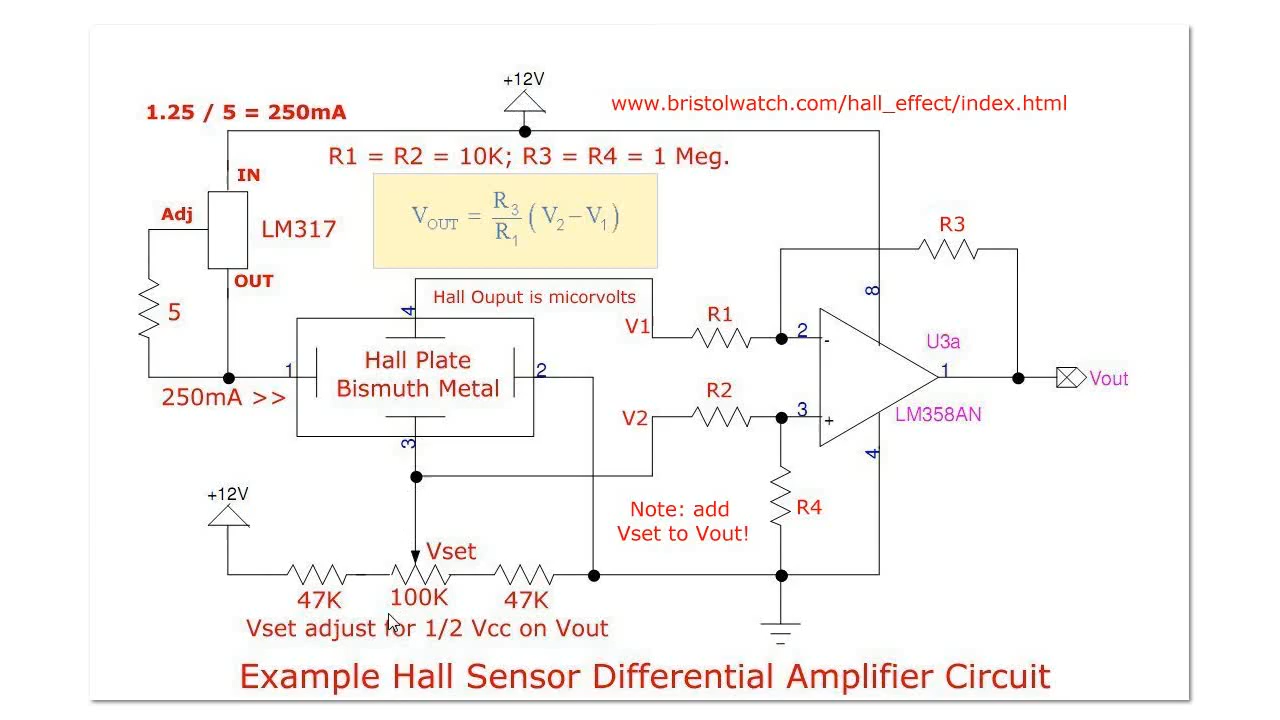 +12V
www.bristolwatch.com/hall_effect/index.html
1.25 / 5 = 250mA
R1 = R2 = 10K; R3 = R4 = 1 Meg.
IN
Adj
LM317
VOUT = R3 / R1 ( V2 – V1 )
R3
OUT
8
Hall Ouput is micorvolts
4
5
V1
R1
2
-
U3a
Hall Plate
Bismuth Metal
1
2
1
Vout
250mA >>
R2
V2
3
+
LM358AN
3
4
+12V
Note: add
Vset to Vout!
R4
Vset
47K
100K
47K
Vset adjust for 1/2 Vcc on Vout
Example Hall Sensor Differential Amplifier Circuit